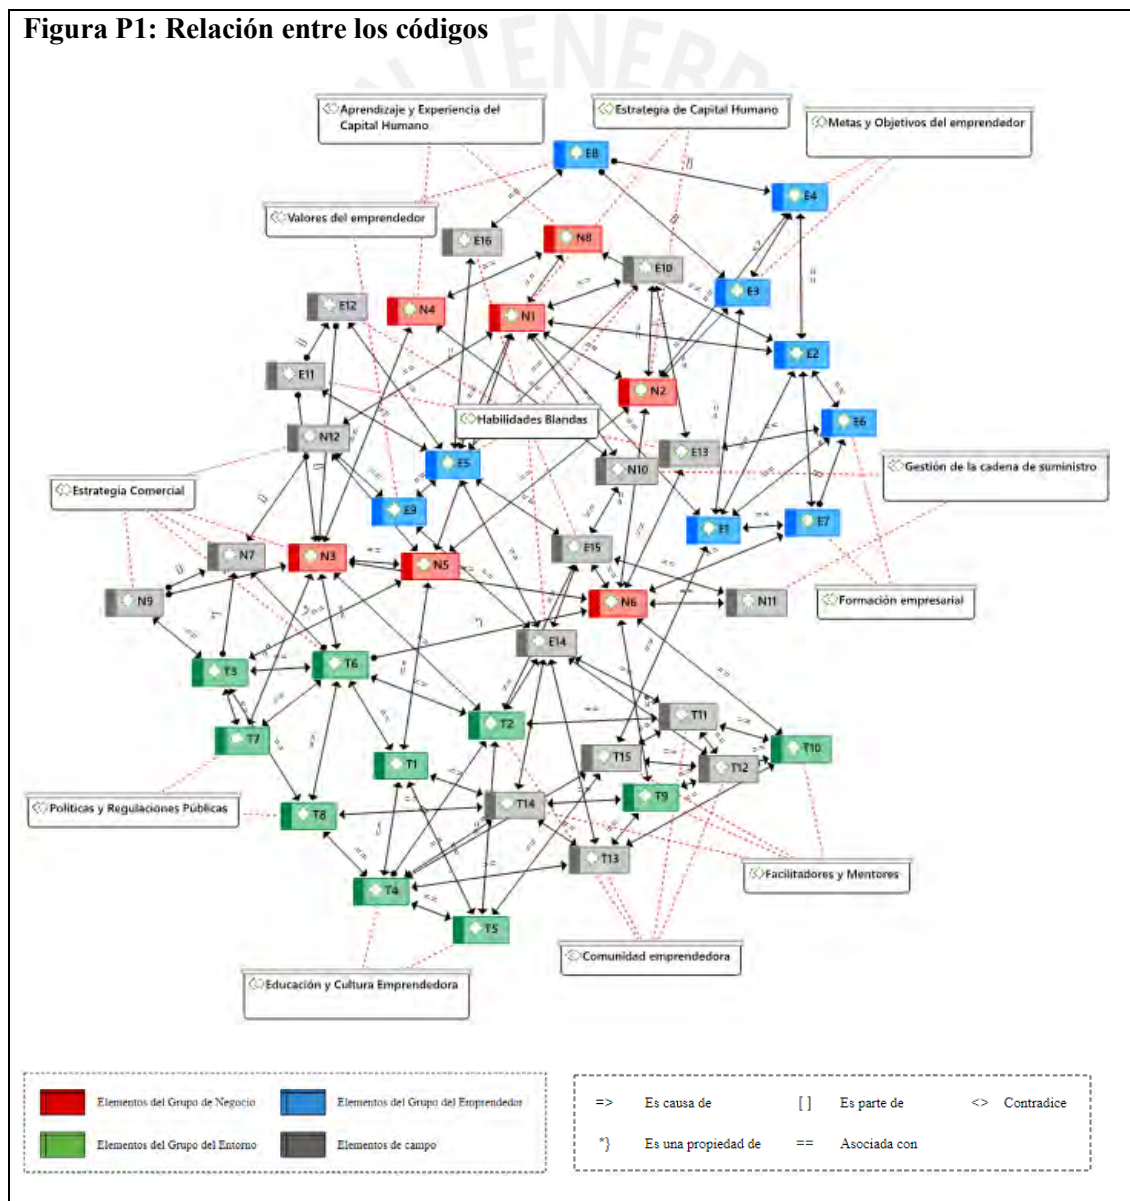 Figura P1: Relación entre los códigos
EN TENEBR
Aprendizaje y Experiencia del
Capital Humano
Estrategia de Capital Humano
Metas y Objetivos del emprendedor
E8
E4
Valores del emprendedor
E16
N8
E10
E3
E12
N4
N1
E2
E11
N2
E6
Habilidades Blandas
N12
E13
E5
N10
Gestión de la cadena de suministro
Estrategia Comercial
E9
E1
E7
N7
N3
N5
E15
N9
N6
N11
Formación empresarial
E14
T3
T6
T2
T11
T7
T10
T1
T15
T12
Políticas y Regulaciones Públicas
T8
T14
T9
T13
Facilitadores y Mentores
T4
T5
Comunidad emprendedora
Educación y Cultura Emprendedora
Elementos del Grupo de Negocio
Elementos del Grupo del Emprendedor
Elementos del Grupo del Entorno
Elementos de campo
=> Es causa de
[ ] Es parte de
<> Contradice
*} Es una propiedad de
== Asociada con